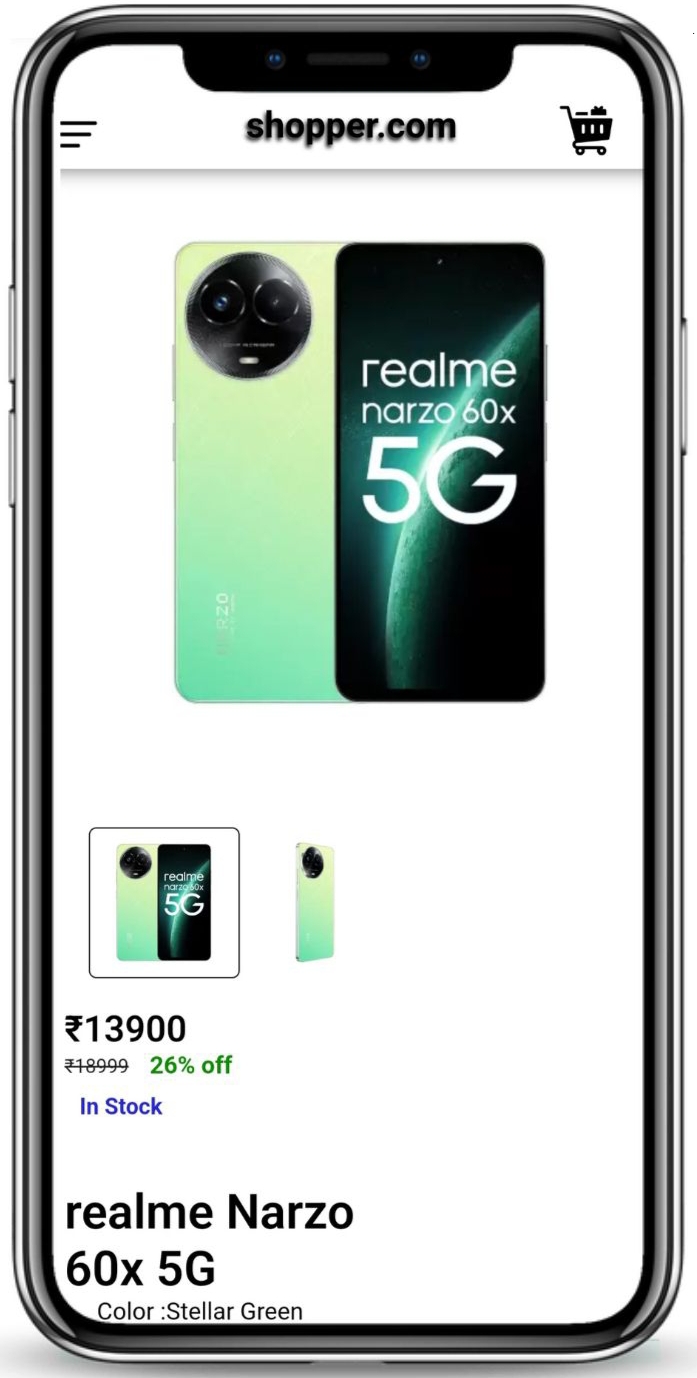 shopper.com
realme
narzo 60x
5G
realme
narzo 60x
5G
₹13900
₹18999 26% off
In Stock
realme Narzo
60x 5G
Color :Stellar Green